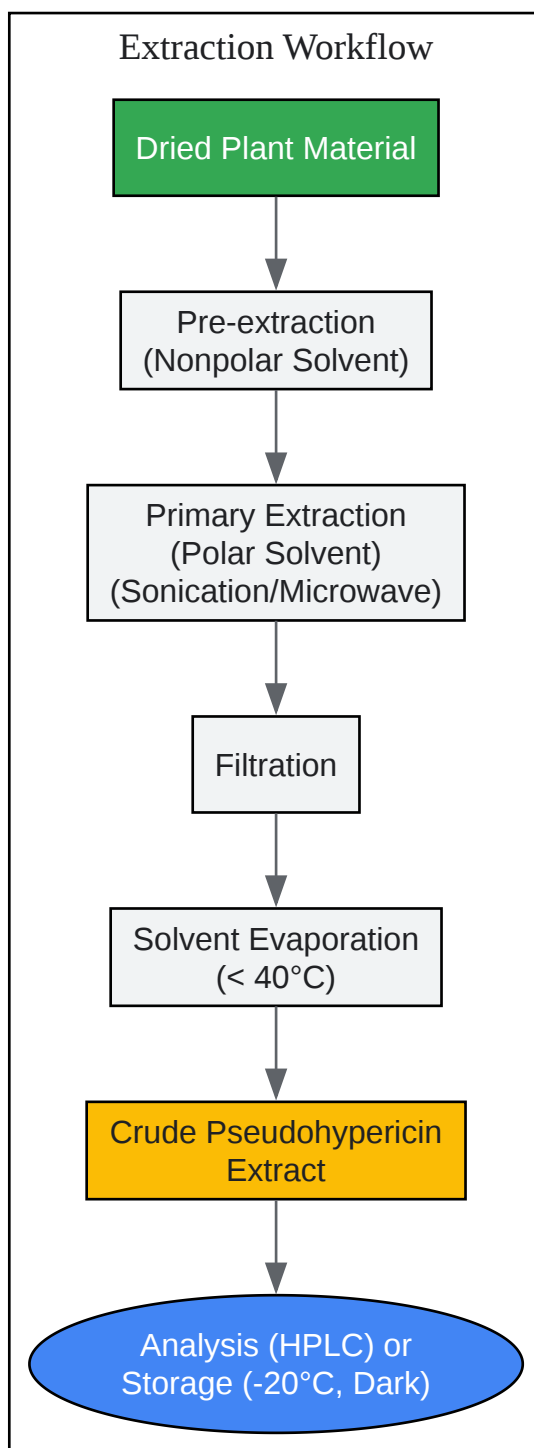 Extraction Workflow
Dried Plant Material
Pre-extraction
(Nonpolar Solvent)
Primary Extraction
(Polar Solvent)
(Sonication/Microwave)
Filtration
Solvent Evaporation
(< 40°C)
Crude Pseudohypericin
Extract
Analysis (HPLC) or
Storage (-20°C, Dark)